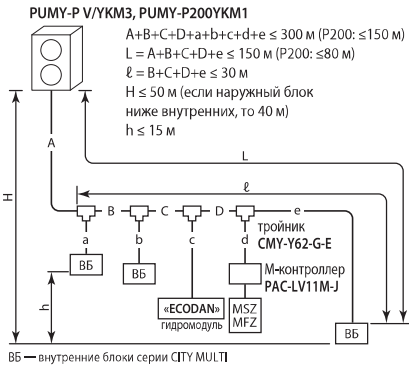 PUMY-P V/YKM3, PUMY-P200YKM1
A+B+C+D+a+b+c+d+e ≤ 300 м (P200: ≤150 м)
L = A+B+C+D+e ≤ 150 м (P200: ≤80 м)
ℓ = B+C+D+e ≤ 30 м
H ≤ 50 м (если наружный блок
ниже внутренних, то 40 м)
h ≤ 15 м
A
L
H
ℓ
B
C
D
e
тройник
CMY-Y62-G-E
a
b
c
d
ВБ
ВБ
М-контроллер
PAC-LV11M-J
h
«ECODAN»
гидромодуль
MSZ
MFZ
ВБ
ВБ — внутренние блоки серии CITY MULTI